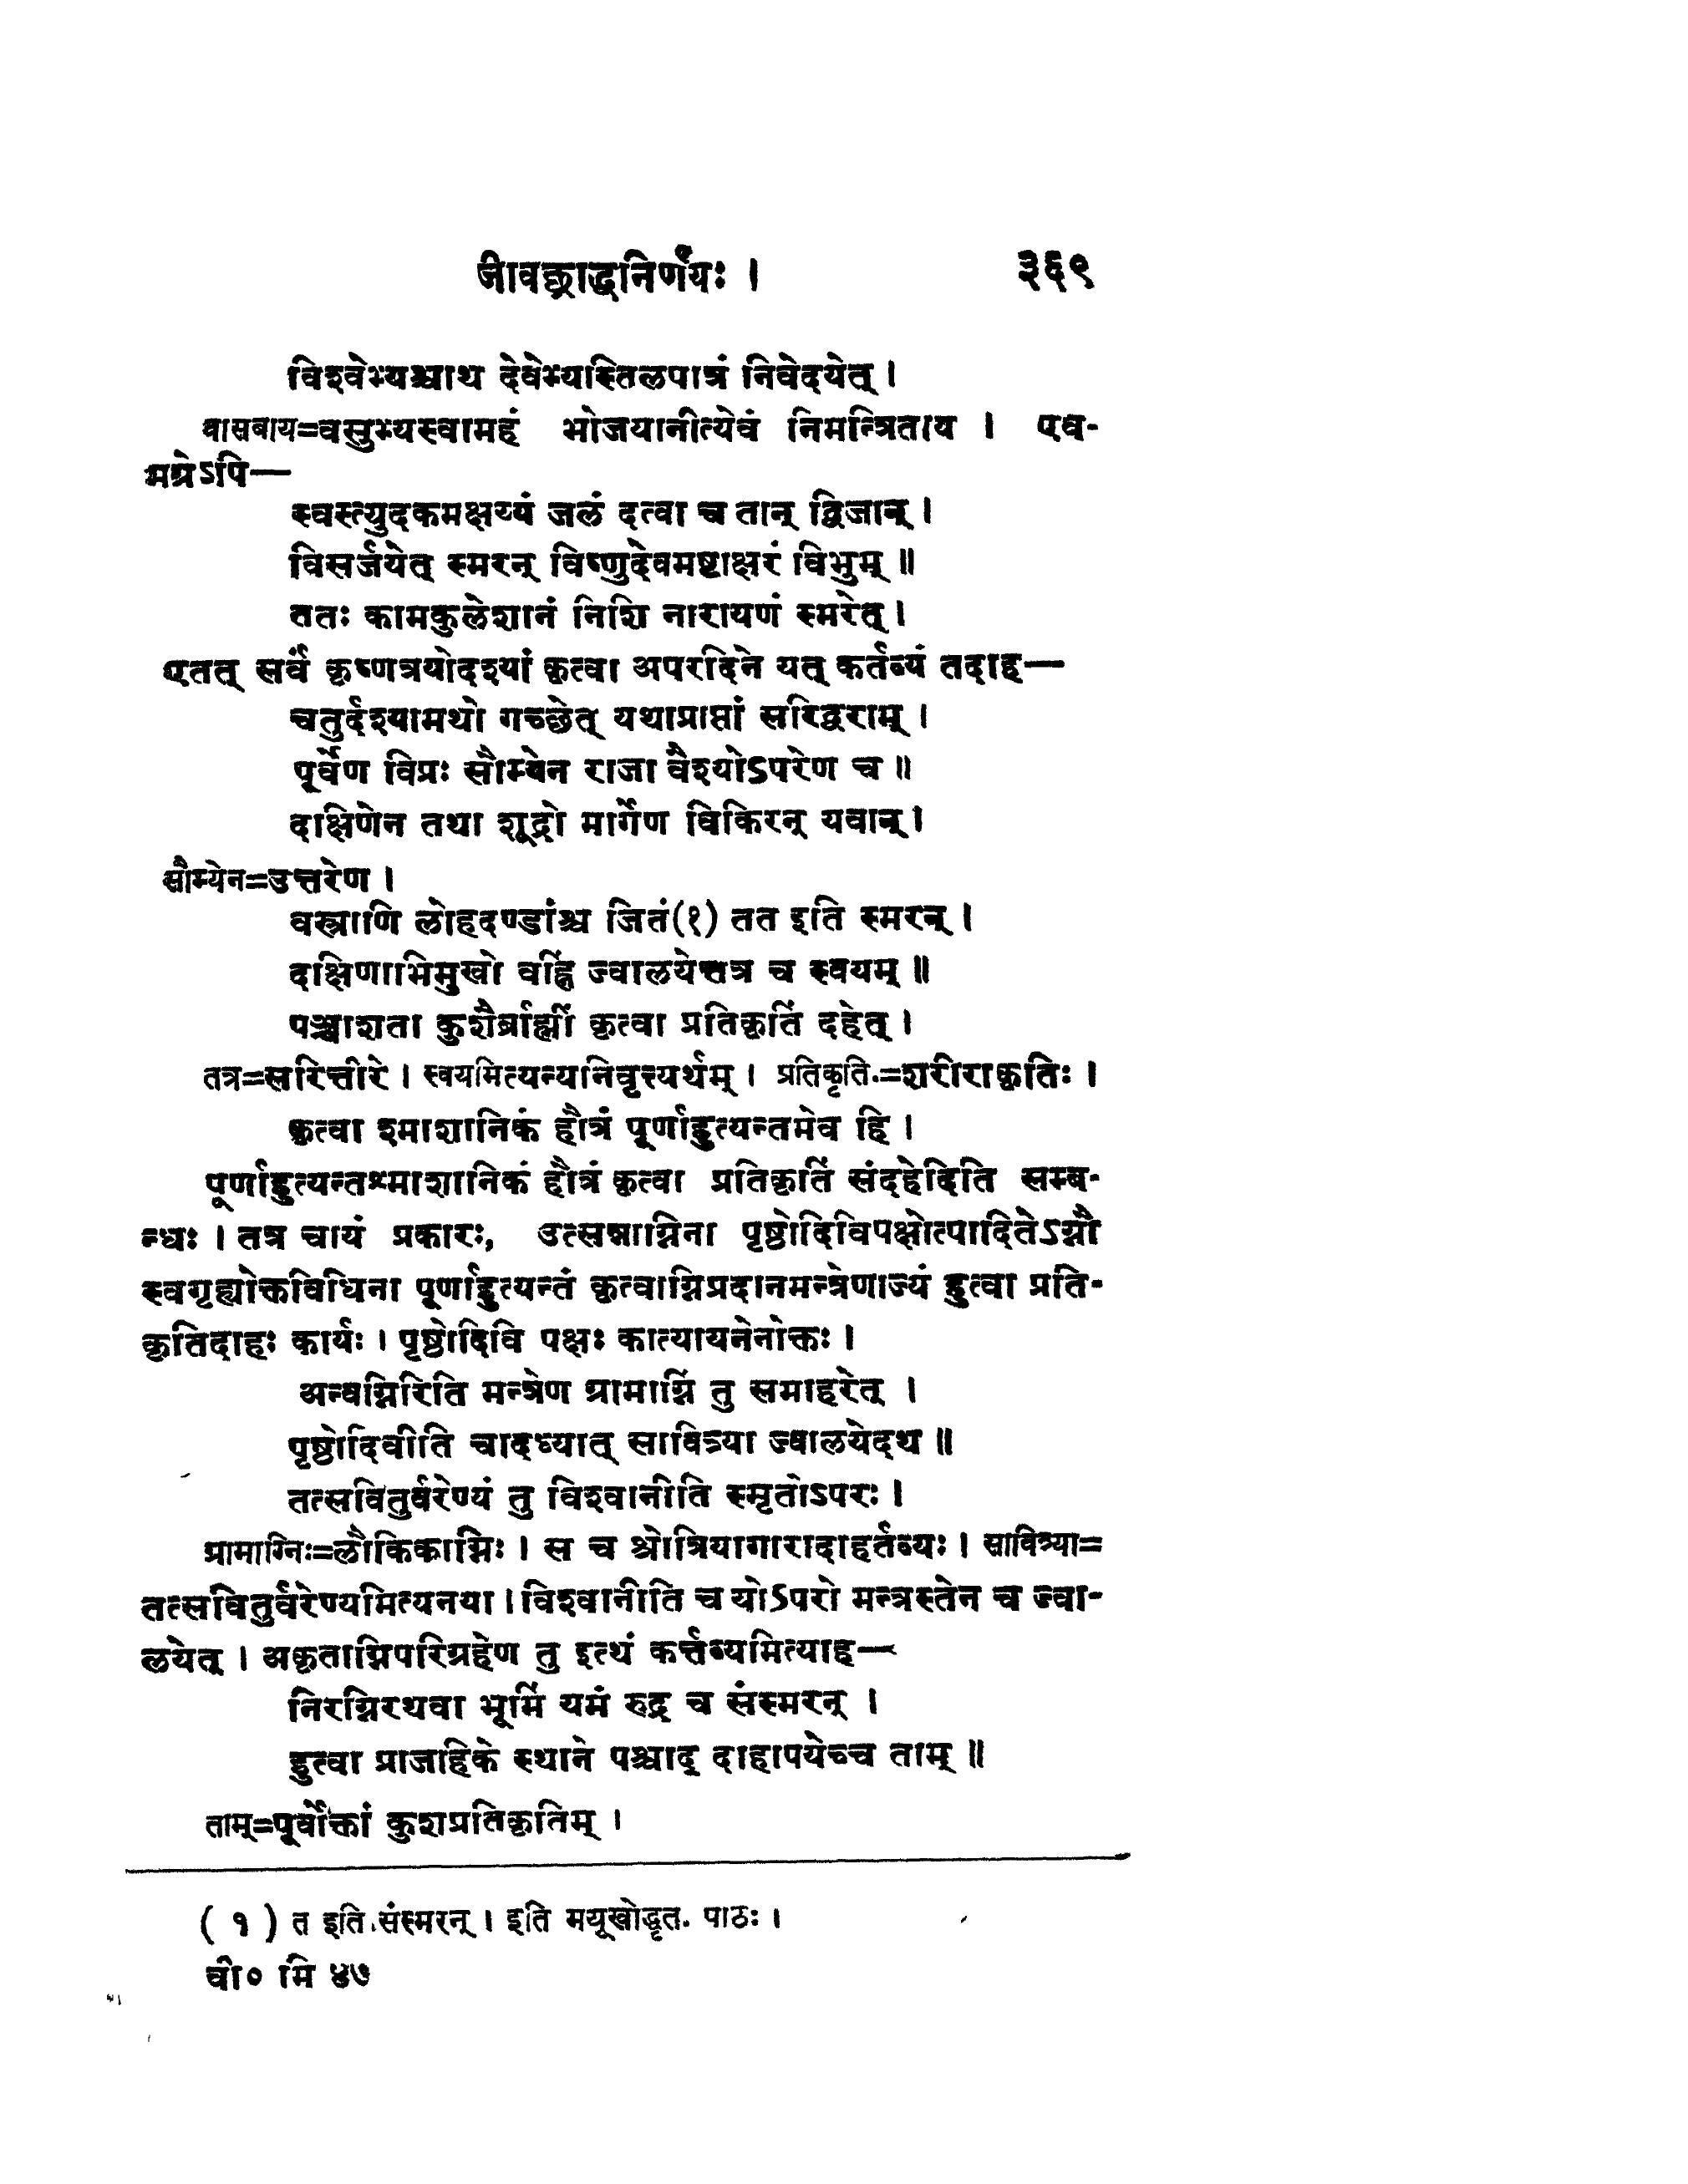 जीवच्छ्राद्धनिर्णयः । ३६९
विश्वेभ्यश्चाथ देवेभ्यस्तिलपात्रं निवेदयेत् ।
वासवाय=वसुभ्यस्त्वामहं भोजयानीत्येवं निमन्त्रिताय । एव-
मग्रेऽपि—
स्वस्त्युदकमक्षय्यं जलं दत्वा च तान् द्विजान् ।
विसर्जयेत् स्मरन् विष्णुदेवमष्टाक्षरं विभुम् ॥
ततः कामकुलेशानं निशि नारायणं स्मरेत् ।
एतत् सर्वं कृष्णत्रयोदश्यां कृत्वा अपरदिने यत् कर्तव्यं तदाह—
चतुर्दश्यामथो गच्छेत् यथाप्राप्तां सरिद्वराम् ।
पूर्वेण विप्रः सौम्येन राजा वैश्योऽपरेण च ॥
दाक्षिणेन तथा शूद्रो मार्गेण विकिरन् यवान् ।
सौम्येन=उत्तरेण ।
वस्त्राणि लोहदण्डांश्च जितं(१) तत इति स्मरन् ।
दक्षिणाभिमुखो वह्निं ज्वालयेत्तत्र च स्वयम् ॥
पञ्चाशता कुशैर्ब्राह्मीं कृत्वा प्रतिकृतिं दहेत् ।
तत्र=सरित्तीरे । स्वयमित्यन्यनिवृत्त्यर्थम् । प्रतिकृति.=शरीराकृतिः ।
कृत्वा श्माशानिकं हौत्रं पूर्णाहुत्यन्तमेव हि ।
पूर्णाहुत्यन्तश्माशानिकं हौत्रं कृत्वा प्रतिकृतिं संदहेदिति सम्ब-
न्धः । तत्र चायं प्रकारः, उत्सन्नाग्निना पृष्ठोदिविपक्षोत्पादितेऽग्नौ
स्वगृह्योक्तविधिना पूर्णाहुत्यन्तं कृत्वाग्निप्रदानमन्त्रेणाज्यं हुत्वा प्रति-
कृतिदाहः कार्यः । पृष्ठोदिवि पक्षः कात्यायनेनोक्तः ।
अन्वग्निरिति मन्त्रेण ग्रामाग्निं तु समाहरेत् ।
पृष्ठोदिवीति चादध्यात् सावित्र्या ज्वालयेदथ ॥
तत्सवितुर्वरेण्यं तु विश्वानीति स्मृतोऽपरः ।
ग्रामाग्निः=लौकिकाग्निः । स च श्रोत्रियागारादाहर्तव्यः । सावित्र्या=
तत्सवितुर्वरेण्यमित्यनया । विश्वानीति च योऽपरो मन्त्रस्तेन च ज्वा-
लयेत् । अकृताग्निपरिग्रहेण तु इत्थं कर्त्तव्यमित्याह—
निरग्निरथवा भूमिं यमं रुद्रं च संस्मरन् ।
हुत्वा प्राजहिके स्थाने पश्चाद् दाहापयेच्च ताम् ॥
ताम्=पूर्वोक्तां कुशप्रतिकृतिम् ।
( १ ) त इति संस्मरन् । इति मयूखोद्धृत. पाठः ।
वी० मि ४७